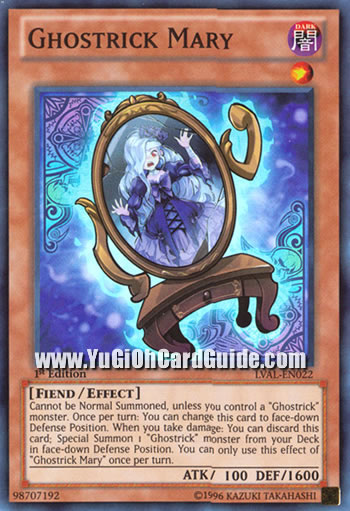 Ghostrick Mary
DARK
闇
www.YuGiOhCardGuide.com
1st Edition
LVAL-EN022
[FIEND / EFFECT]
Cannot be Normal Summoned, unless you control a "Ghostrick"
monster. Once per turn: You can change this card to face-down
Defense Position. When you take damage: You can discard this
card; Special Summon 1 "Ghostrick" monster from your Deck
in face-down Defense Position. You can only use this effect of
"Ghostrick Mary" once per turn.
ATK/ 100 DEF/1600
98707192
©1996 KAZUKI TAKAHASHI